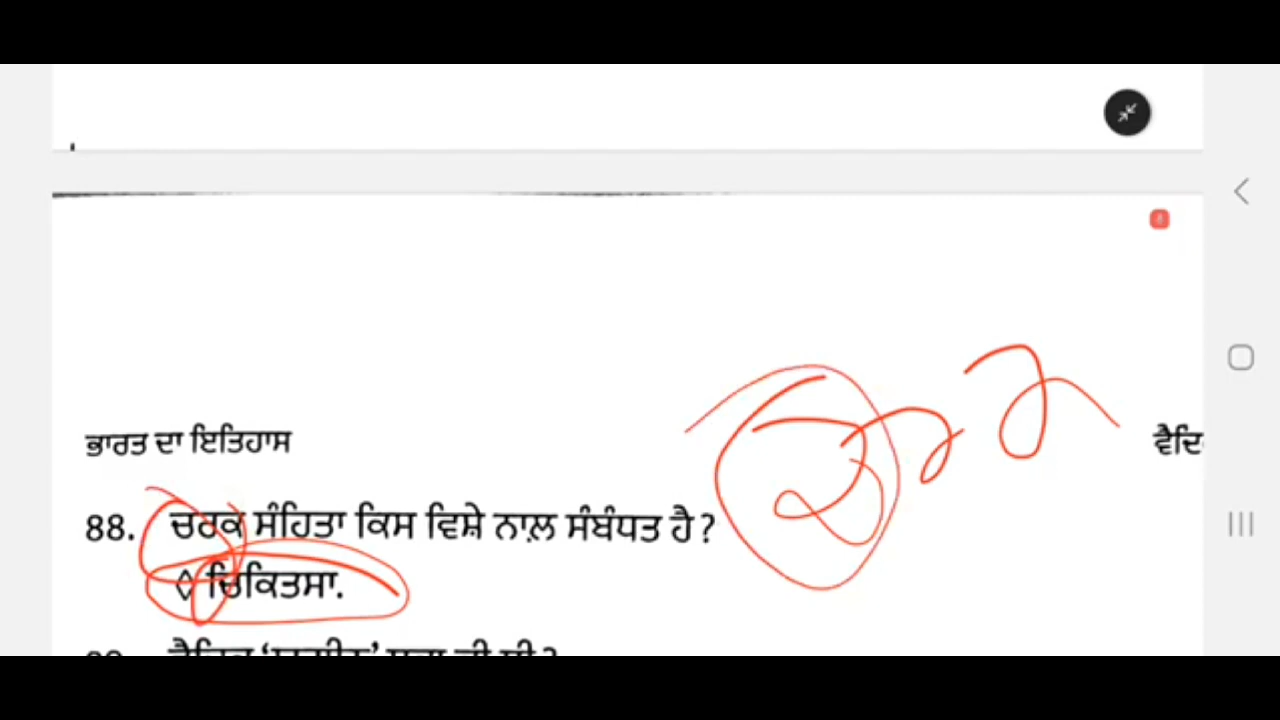 ਭਾਰਤ ਦਾ ਇਤਿਹਾਸ
ਵੈਦਿ
88. ਚਰਕ ਸੰਹਿਤਾ ਕਿਸ ਵਿਸ਼ੇ ਨਾਲ਼ ਸੰਬੰਧਤ ਹੈ?
◊ ਚਿਕਿਤਸਾ.